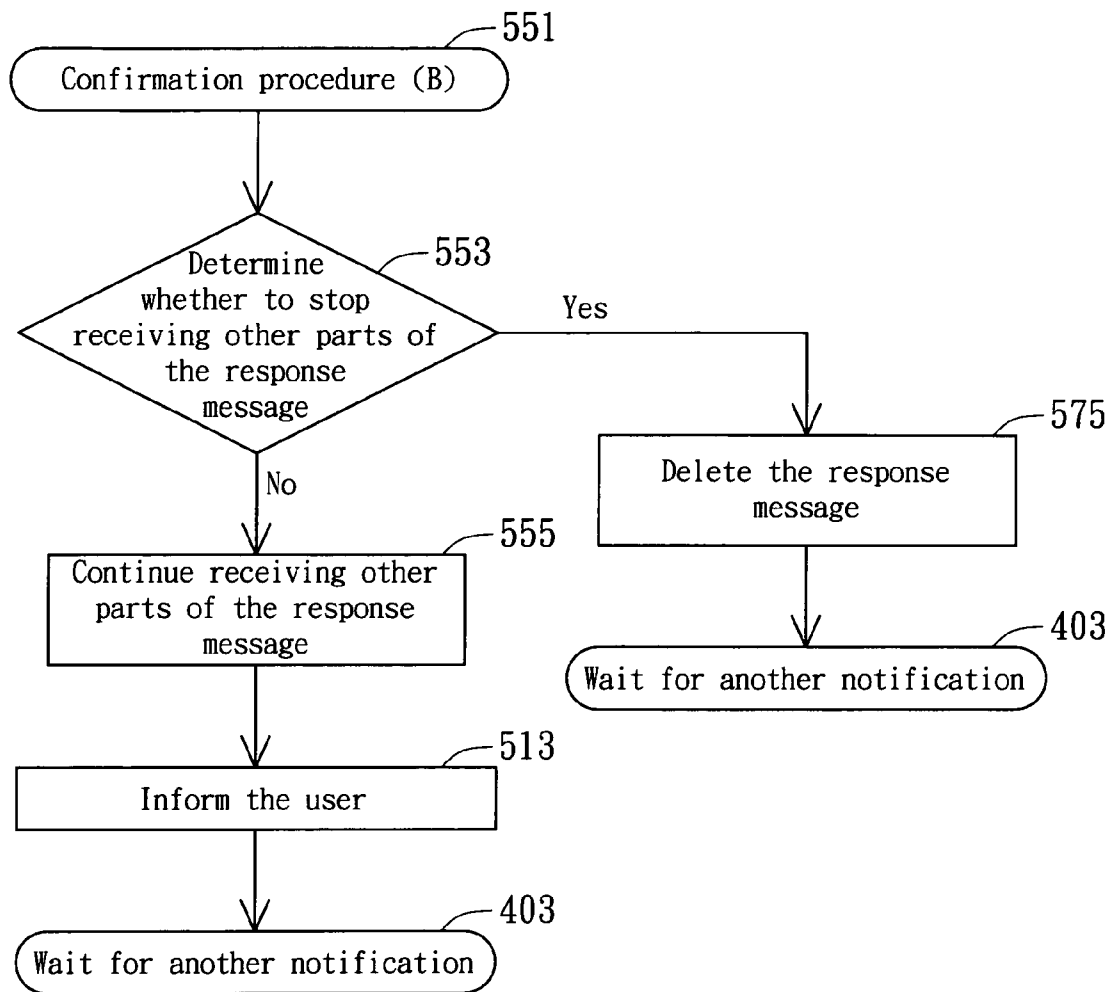 551
Confirmation procedure (B)
553
Determine
whether to stop
receiving other parts of
the response
message
Yes
575
Delete the response
message
No
555
Continue receiving other
parts of the response
message
403
Wait for another notification
513
Inform the user
403
Wait for another notification